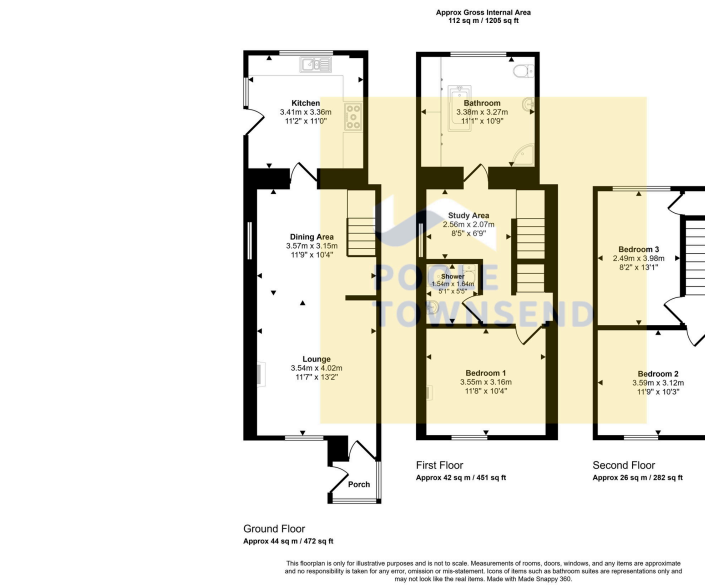 Approx Gross Internal Area
112 sq m / 1205 sq ft
Kitchen
3.41m x 3.36m
11'2" x 11'0"
Dining Area
3.57m x 3.15m
11'9" x 10'4"
Lounge
3.54m x 4.02m
11'7" x 13'2"
Porch
Ground Floor
Approx 44 sq m / 472 sq ft
Bathroom
3.38m x 3.27m
11'1" x 10'9"
Study Area
2.56m x 2.07m
8'5" x 6'9"
Shower
1.54m x 1.64m
5'1" x 5'5"
Bedroom 1
3.55m x 3.16m
11'8" x 10'4"
First Floor
Approx 42 sq m / 451 sq ft
Bedroom 3
2.49m x 3.98m
8'2" x 13'1"
Bedroom 2
3.59m x 3.12m
11'9" x 10'3"
Second Floor
Approx 26 sq m / 282 sq ft
POOLE
TOWNSEND
This floorplan is only for illustrative purposes and is not to scale. Measurements of rooms, doors, windows, and any items are approximate
and no responsibility is taken for any error, omission or mis-statement. Icons of items such as bathroom suites are representations only and
may not look like the real items. Made with Made Snappy 360.